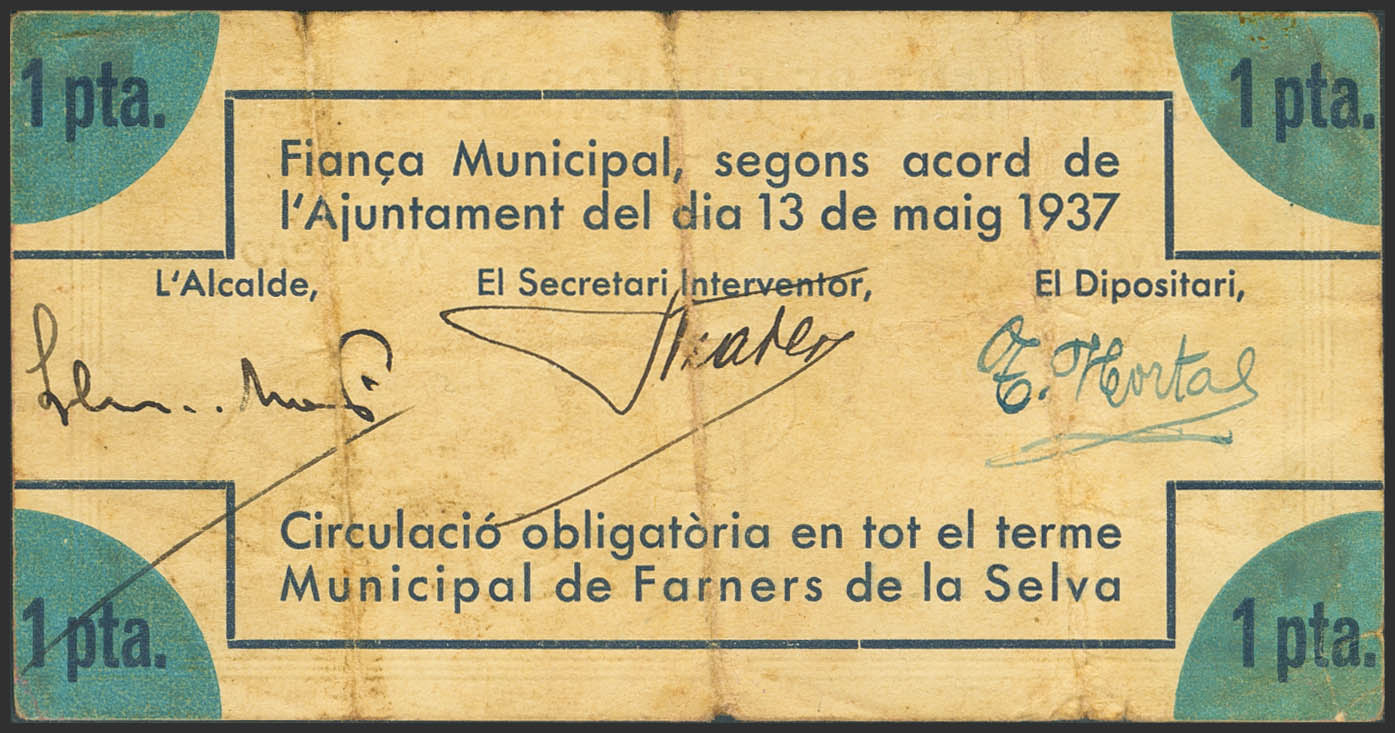 1 pta.
1 pta.
Fiança Municipal, segons acord de
l'Ajuntament del dia 13 de maig 1937
L'Alcalde,
El Secretari Interventor,
El Dipositari,
Hortal
Circulació obligatòria en tot el terme
Municipal de Farners de la Selva
1 pta.
1 pta.